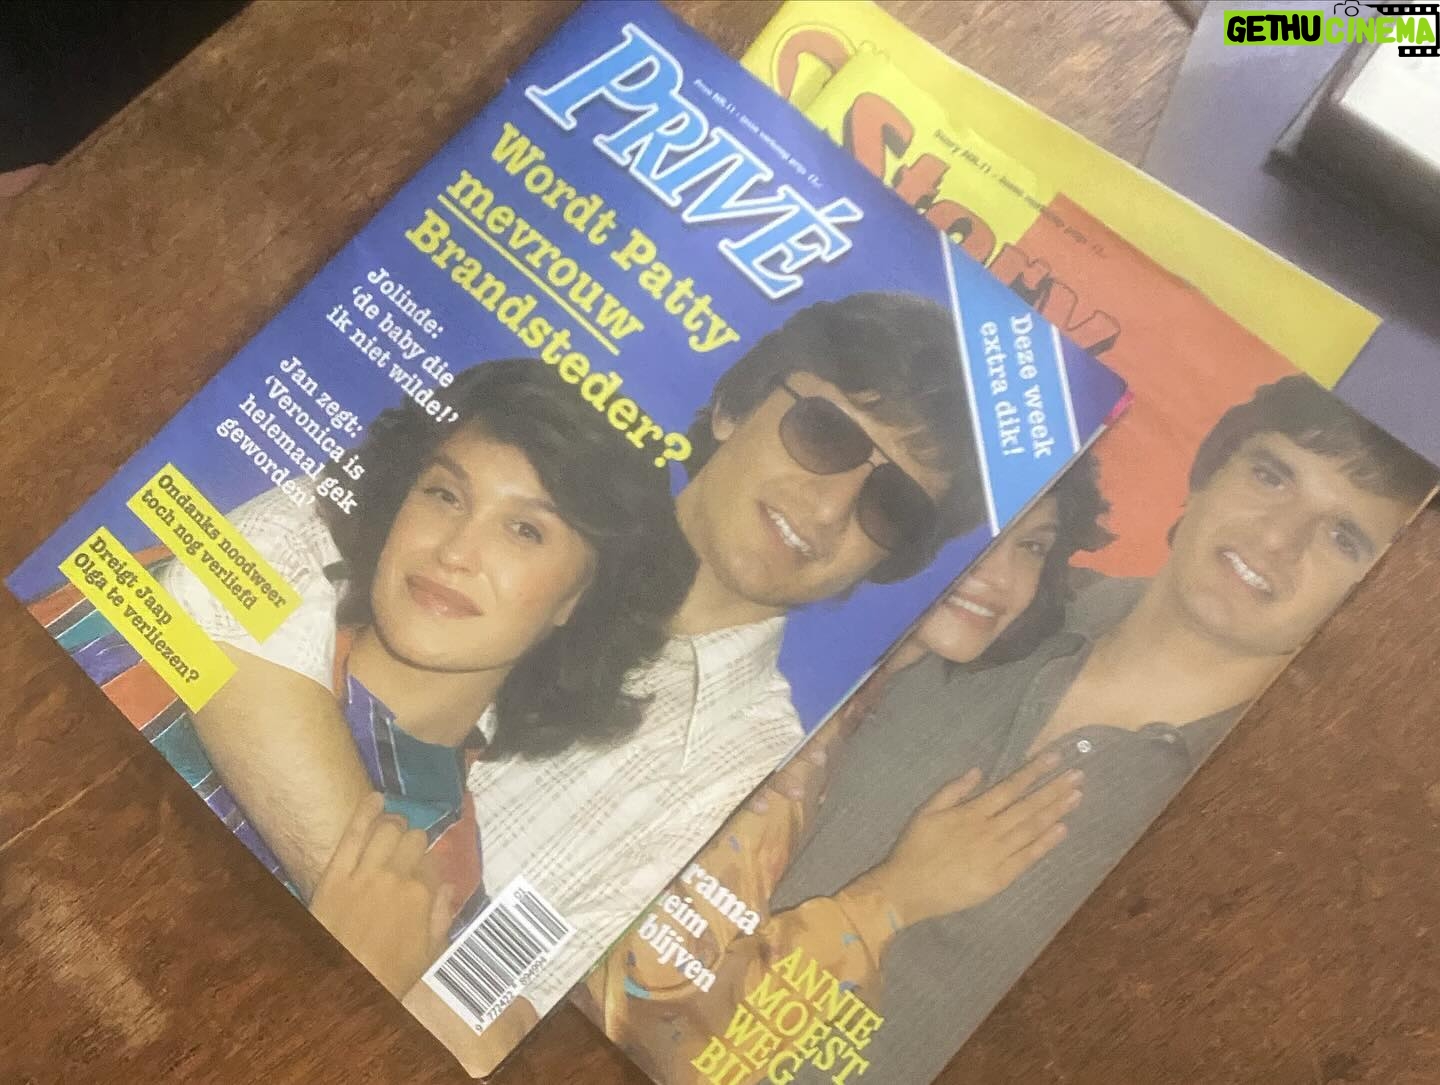 GETHUCINEMA
PRIVÉ
Wordt Patty
mevrouw
Brandsteder?
Jolinde:
‘de baby die
ik niet wilde!’
Jan zegt:
‘Veronica is
helemaal gek
geworden’
Ondanks noodweer
toch nog verliefd
Dreigt Jaap
Olga te verliezen?
Deze week
extra dik!
Story
rama
eim
blijven
ANNIE
MOEST
WEG